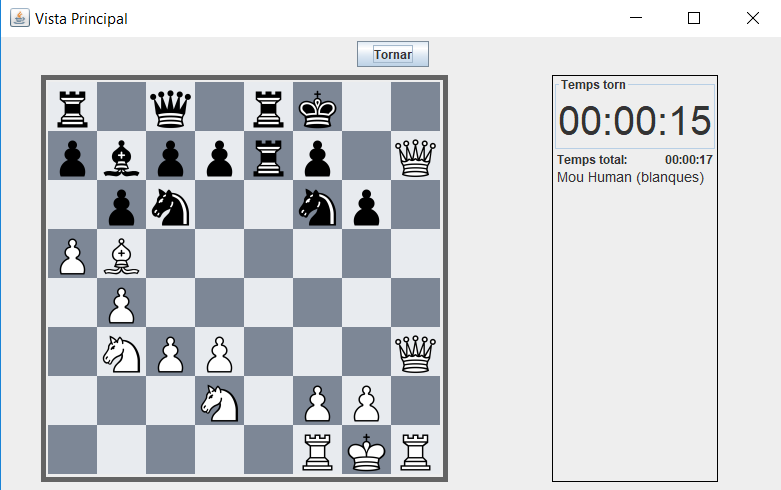 Vista Principal
Tornar
Temps torn
00:00:15
Temps total: 00:00:17
Mou Human (blanques)